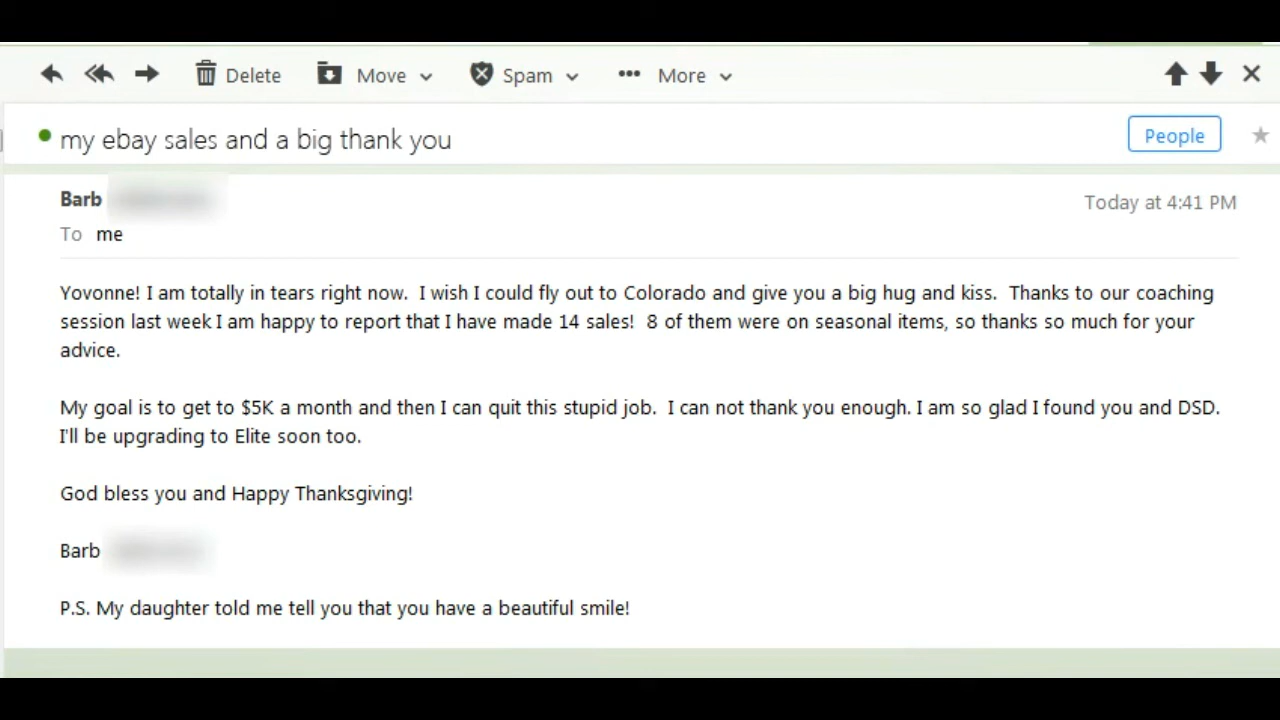 Delete Move Spam More
my ebay sales and a big thank you People
Barb
Today at 4:41 PM
To me
Yovonne! I am totally in tears right now.  I wish I could fly out to Colorado and give you a big hug and kiss.  Thanks to our coaching
session last week I am happy to report that I have made 14 sales!  8 of them were on seasonal items, so thanks so much for your
advice.
My goal is to get to $5K a month and then I can quit this stupid job.  I can not thank you enough. I am so glad I found you and DSD.
I'll be upgrading to Elite soon too.
God bless you and Happy Thanksgiving!
Barb
P.S. My daughter told me tell you that you have a beautiful smile!